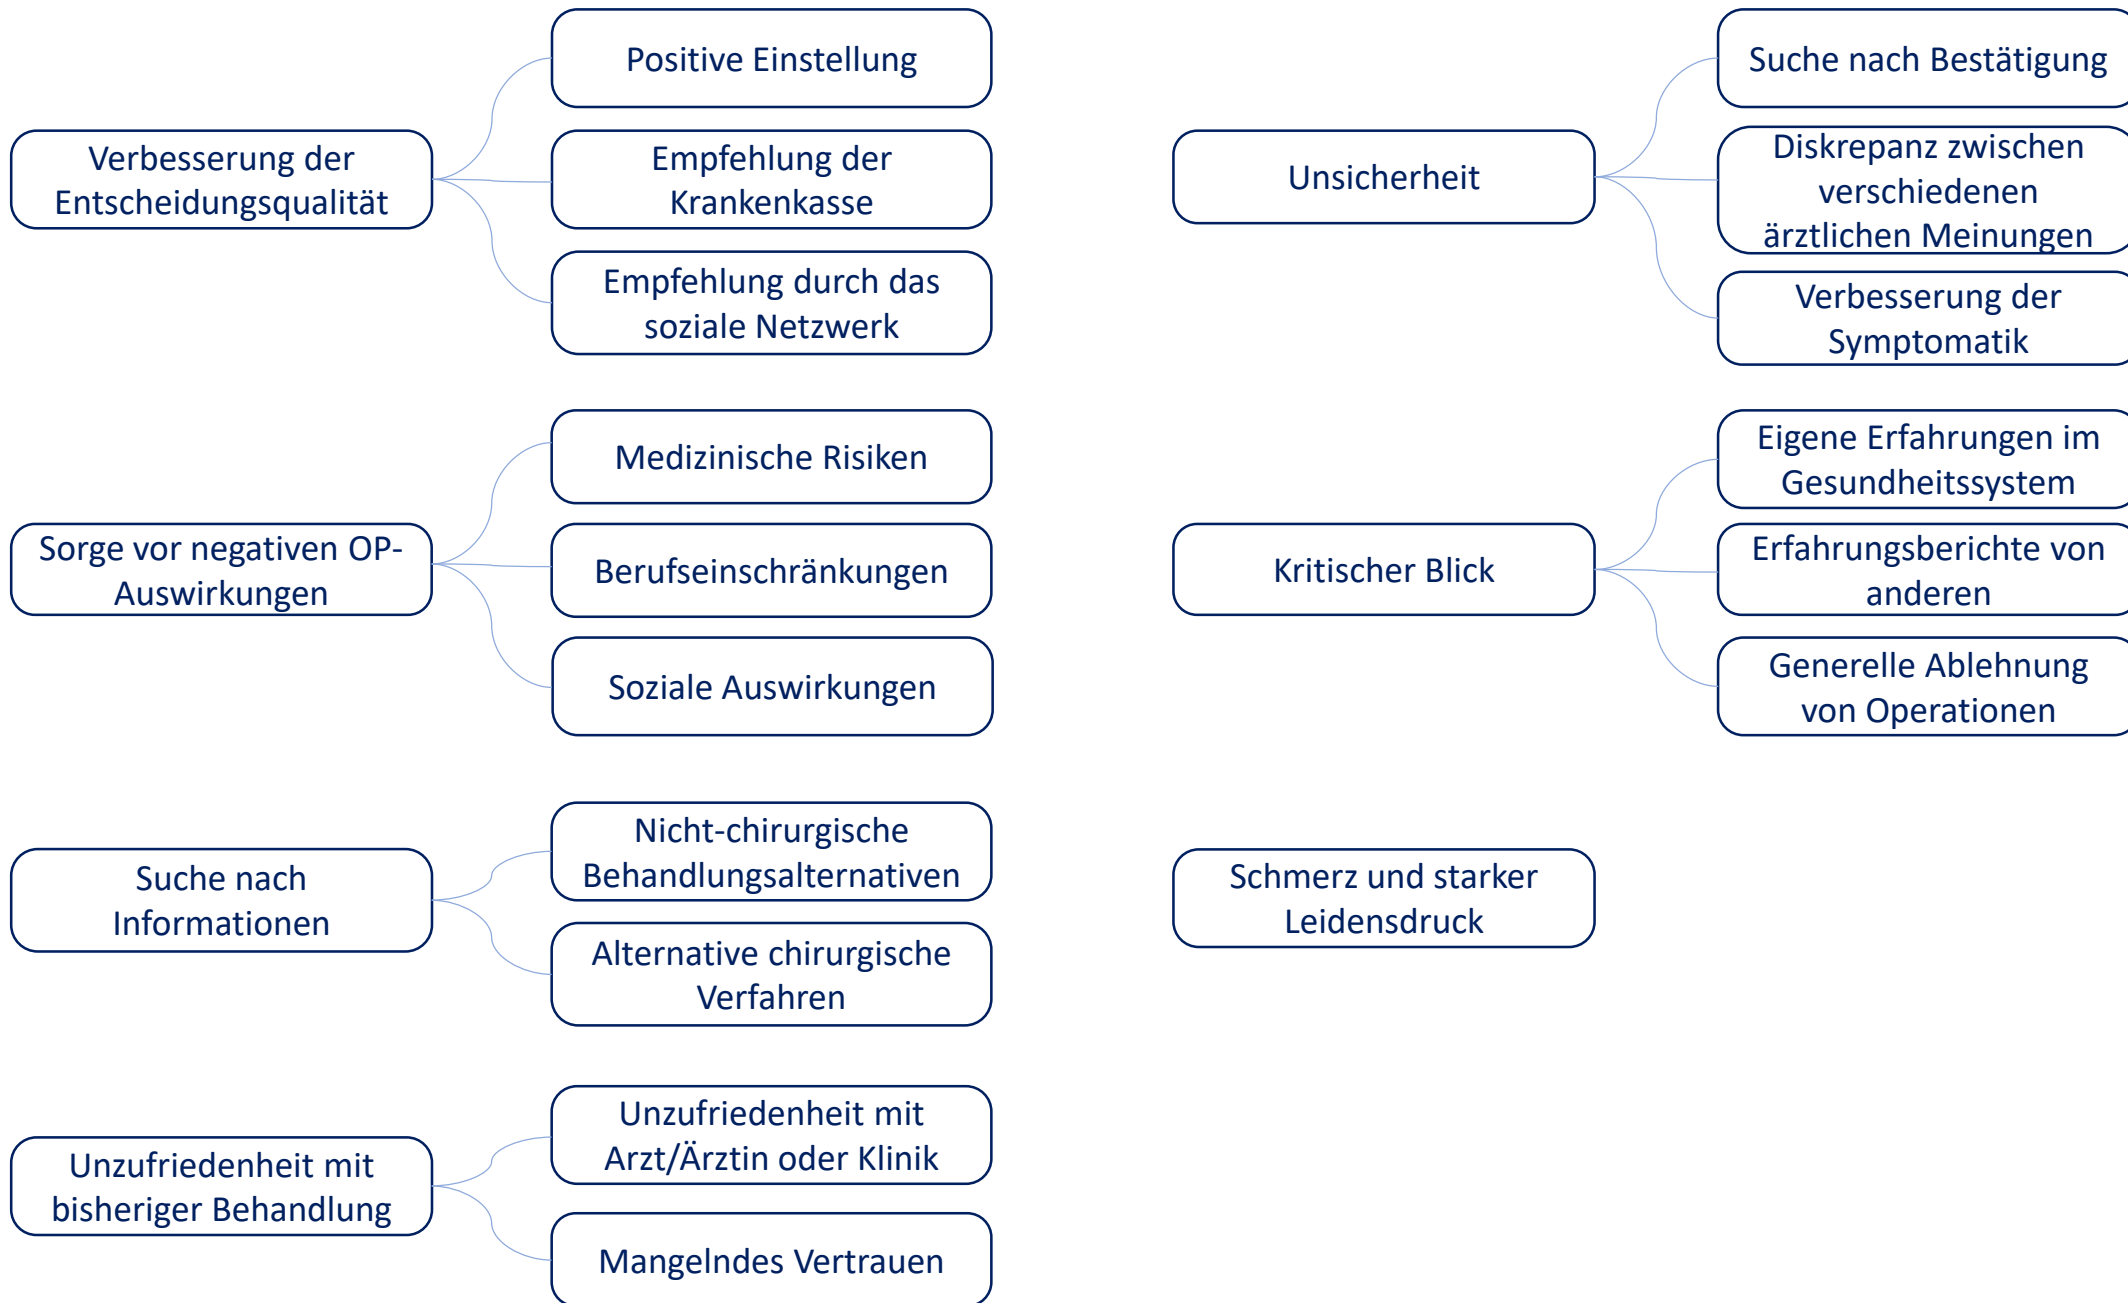 Verbesserung der
Entscheidungsqualität
Positive Einstellung
Empfehlung der
Krankenkasse
Empfehlung durch das
soziale Netzwerk
Sorge vor negativen OP-
Auswirkungen
Medizinische Risiken
Berufseinschränkungen
Soziale Auswirkungen
Suche nach
Informationen
Nicht-chirurgische
Behandlungsalternativen
Alternative chirurgische
Verfahren
Unzufriedenheit mit
bisheriger Behandlung
Unzufriedenheit mit
Arzt/Ärztin oder Klinik
Mangelndes Vertrauen
Unsicherheit
Suche nach Bestätigung
Diskrepanz zwischen
verschiedenen
ärztlichen Meinungen
Verbesserung der
Symptomatik
Kritischer Blick
Eigene Erfahrungen im
Gesundheitssystem
Erfahrungsberichte von
anderen
Generelle Ablehnung
von Operationen
Schmerz und starker
Leidensdruck